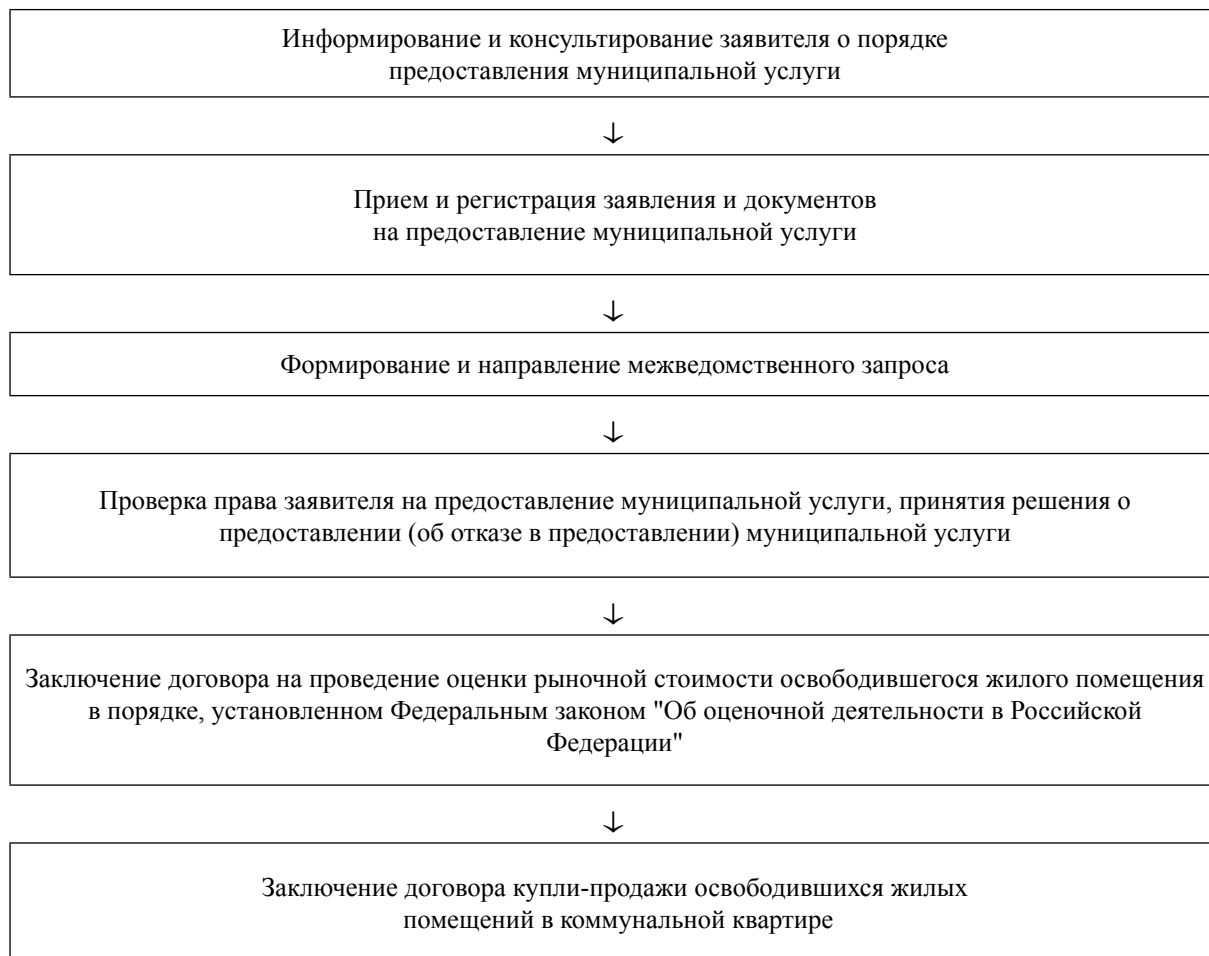 Информирование и консультирование заявителя о порядке
предоставления муниципальной услуги
↓
Прием и регистрация заявления и документов
на предоставление муниципальной услуги
↓
Формирование и направление межведомственного запроса
↓
Проверка права заявителя на предоставление муниципальной услуги, принятия решения о
предоставлении (об отказе в предоставлении) муниципальной услуги
↓
Заключение договора на проведение оценки рыночной стоимости освободившегося жилого помещения
в порядке, установленном Федеральным законом "Об оценочной деятельности в Российской
Федерации"
↓
Заключение договора купли-продажи освободившихся жилых
помещений в коммунальной квартире